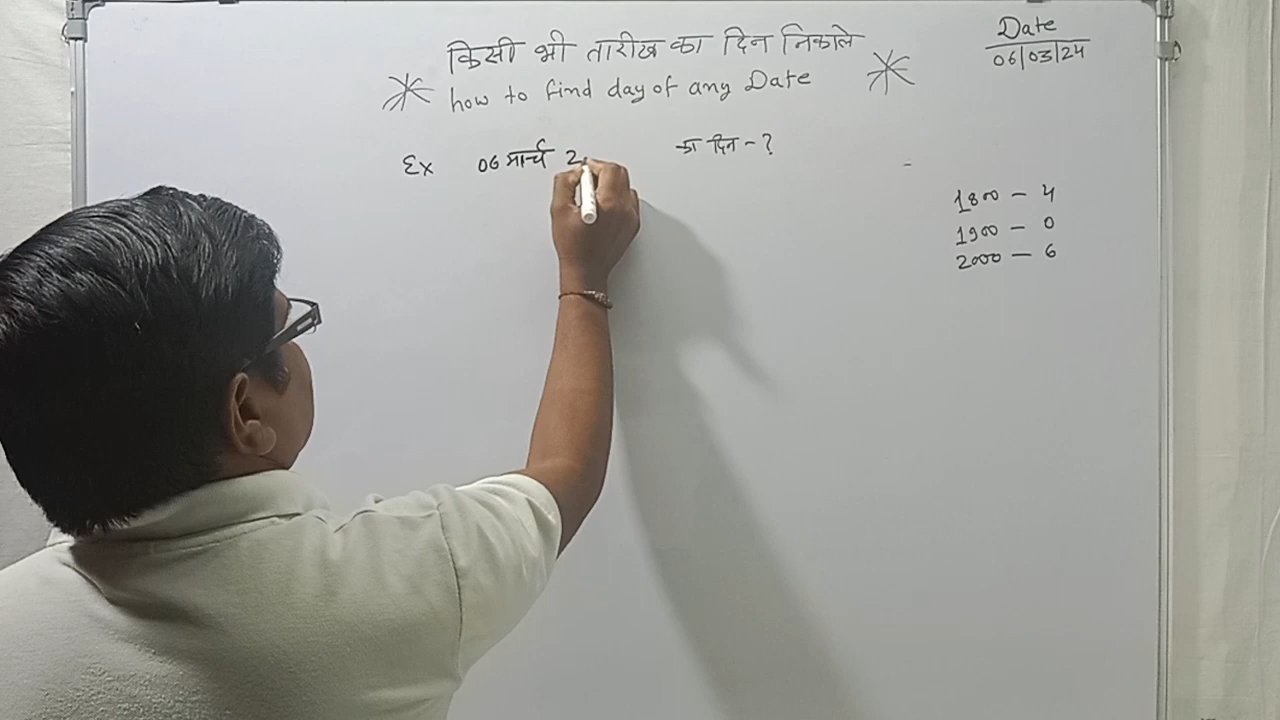 किसी भी तारीख का दिन निकाले
how to find day of any Date
Date
06/03/24
Ex 06 मार्च 2 का दिन - ?
1800 - 4
1900 - 0
2000 - 6